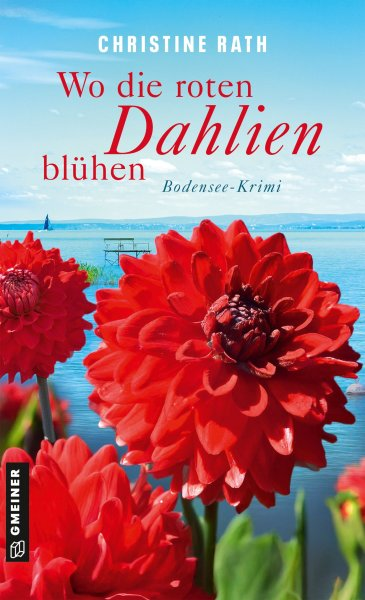 CHRISTINE RATH
Wo die roten
Dahlien
blühen
Bodensee-Krimi
GMEINER